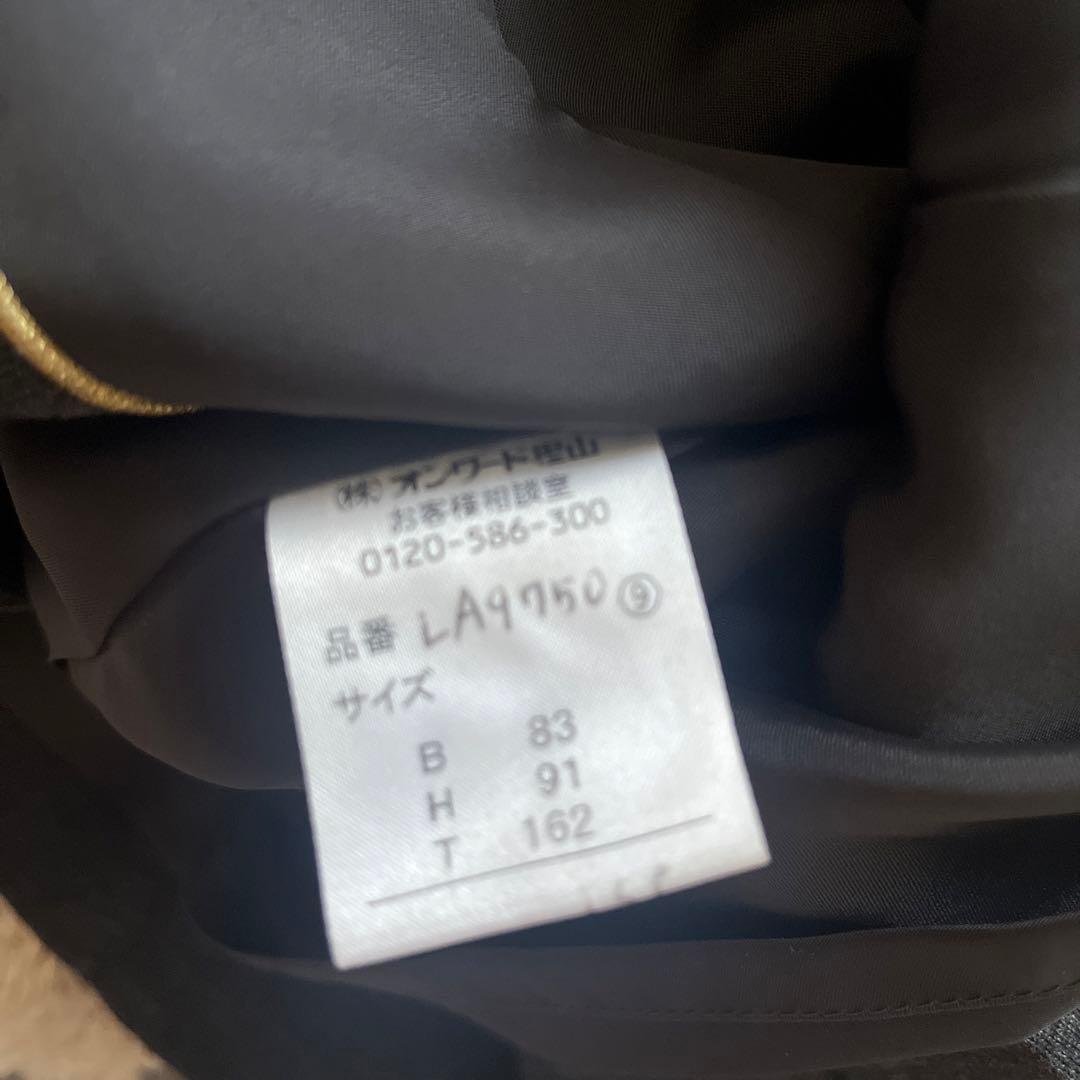 (株)オンワード樫山
お客様相談室
0120-586-300
品番 LA9750 ⑨
サイズ
B 83
H 91
T 162